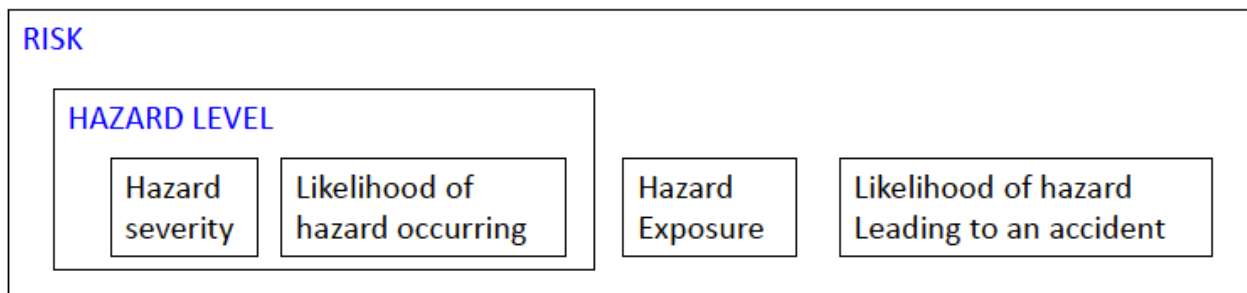 RISK
HAZARD LEVEL
Hazard
severity
Likelihood of
hazard occurring
Hazard
Exposure
Likelihood of hazard
Leading to an accident